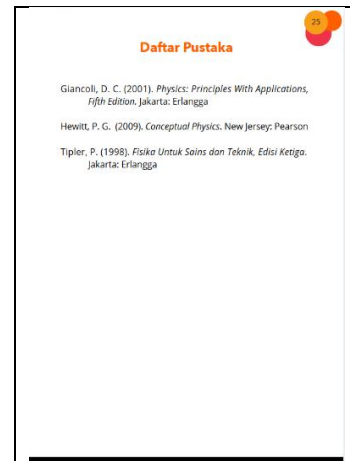 25
Daftar Pustaka
Giancoli, D. C. (2001). Physics: Principles With Applications,
Fifth Edition. Jakarta: Erlangga
Hewitt, P. G. (2009). Conceptual Physics. New Jersey: Pearson
Tipler, P. (1998). Fisika Untuk Sains dan Teknik, Edisi Ketiga.
Jakarta: Erlangga